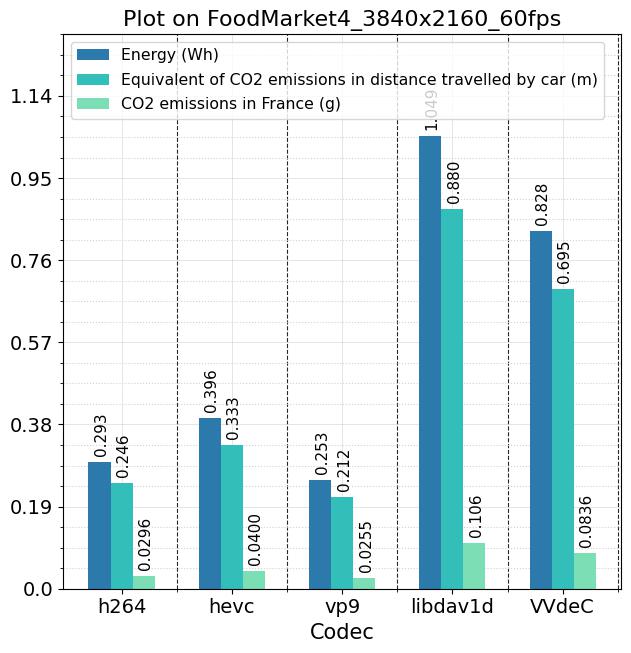 Plot on FoodMarket4_3840x2160_60fps
Energy (Wh)
Equivalent of CO2 emissions in distance travelled by car (m)
CO2 emissions in France (g)
1.14
0.95
0.76
0.57
0.38
0.19
0.0
0.293
0.246
0.0296
0.396
0.333
0.0400
0.253
0.212
0.0255
1.049
0.880
0.106
0.828
0.695
0.0836
h264
hevc
vp9
libdav1d
VVdeC
Codec